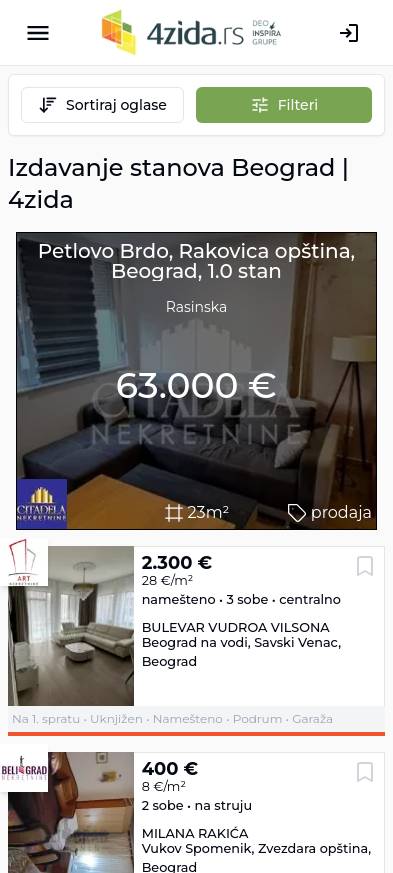 4zida.rs
DEO
INSPIRA
GRUPE
Sortiraj oglase
Filteri
Izdavanje stanova Beograd |
4zida
Petlovo Brdo, Rakovica opština,
Beograd, 1.0 stan
Rasinska
63.000 €
CITADELA
NEKRETNINE
CITADELA
NEKRETNINE
23m²
prodaja
ART
2.300 €
28 €/m²
namešteno • 3 sobe • centralno
BULEVAR VUDROA VILSONA
Beograd na vodi, Savski Venac,
Beograd
Na 1. spratu • Uknjižen • Namešteno • Podrum • Garaža
BELIGRAD
NEKRETNINE
400 €
8 €/m²
2 sobe • na struju
MILANA RAKIĆA
Vukov Spomenik, Zvezdara opština,
Beograd